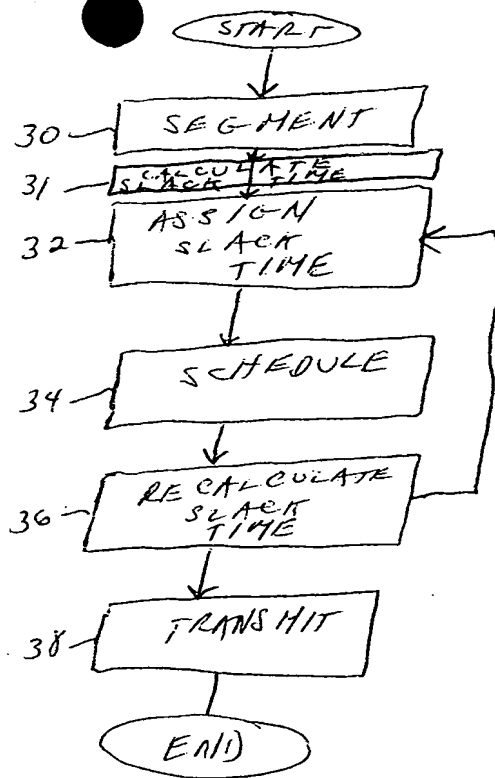 START
30 SEGMENT
31 CALCULATE
SLACK TIME
32 ASSIGN
SLACK
TIME
34 SCHEDULE
36 RECALCULATE
SLACK
TIME
38 TRANSMIT
END